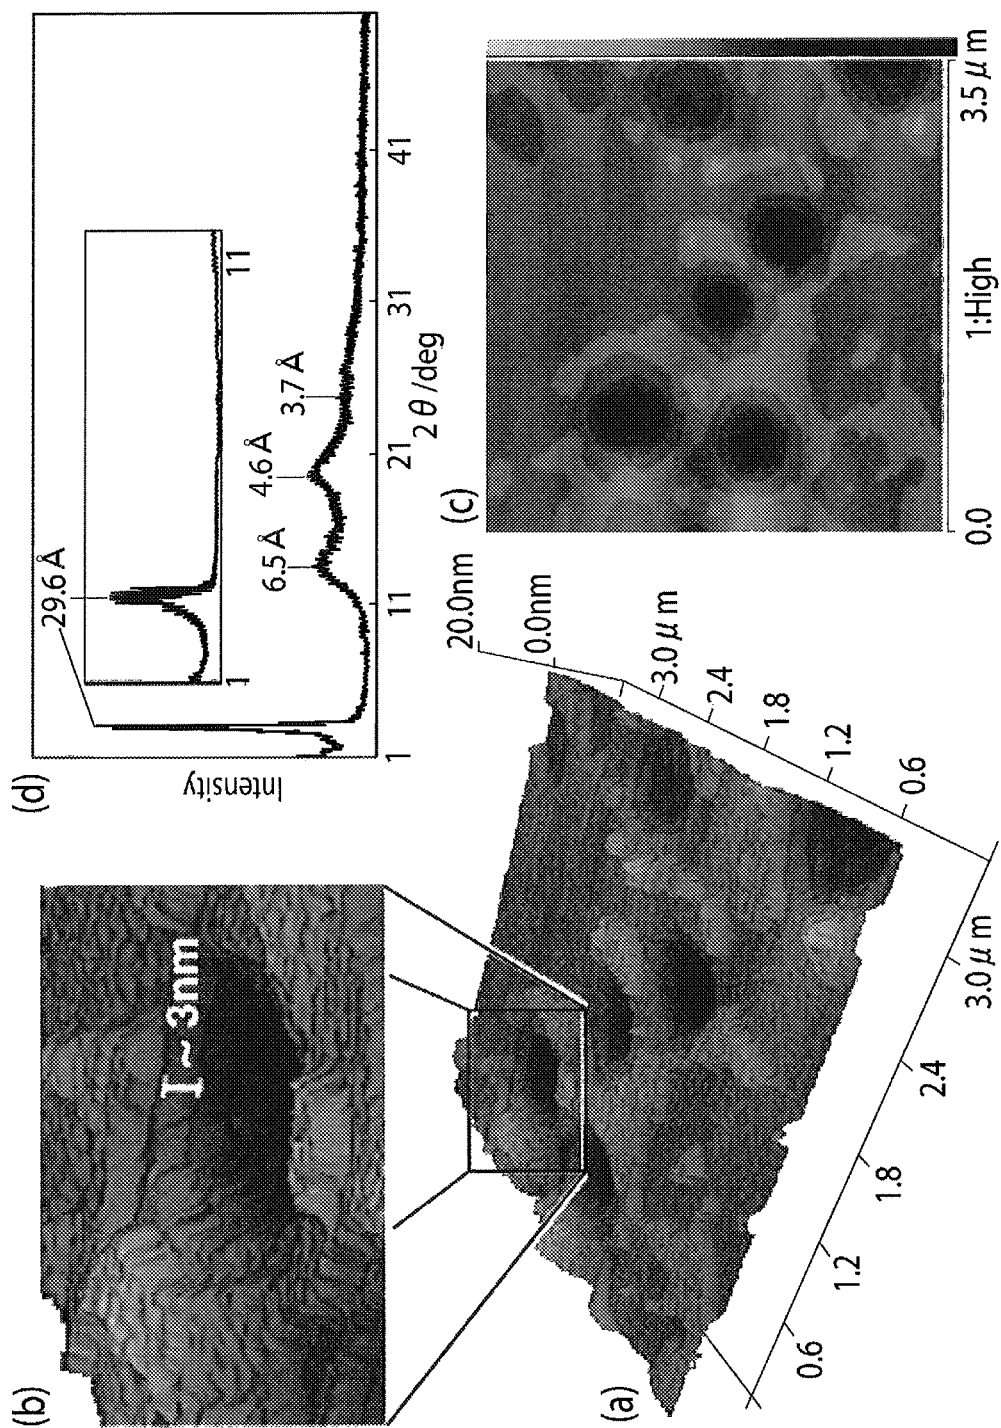 (b)
I ~ 3nm
(d)
Intensity
29.6 Å
1
11
6.5 Å
4.6 Å
3.7 Å
1
11
21
31
41
2 θ /deg
(a)
20.0nm
0.0nm
3.0 μ m
2.4
1.8
1.2
0.6
0.6
1.2
1.8
2.4
3.0 μ m
(c)
0.0
1:High
3.5 μ m